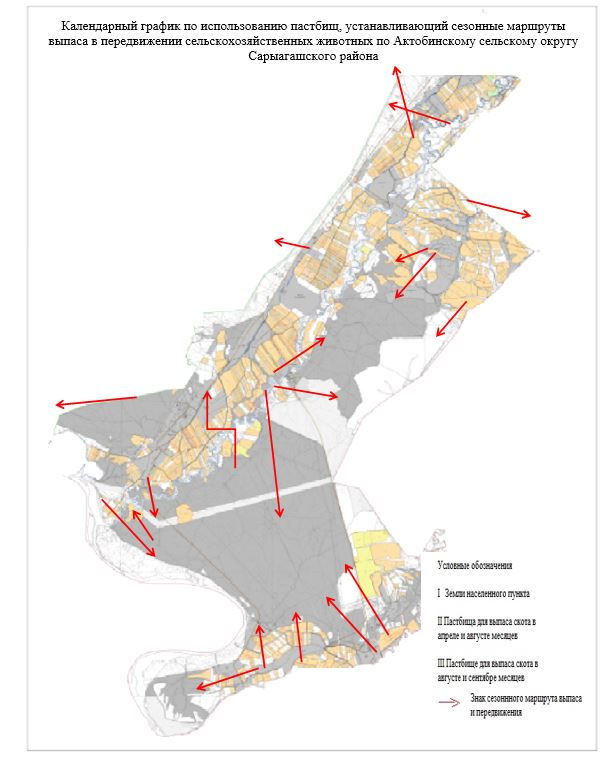 Календарный график по использованию пастбищ, устанавливающий сезонные маршруты
выпаса в передвижении сельскохозяйственных животных по Актобинскому сельскому округу
Сарыагашского района
Условные обозначения
I Земли населенного пункта
II Пастбища для выпаса скота в
апреле и августе месяцев
III Пастбище для выпаса скота в
августе и сентябре месяцев
Знак сезоннного маршрута выпаса
и передвижения